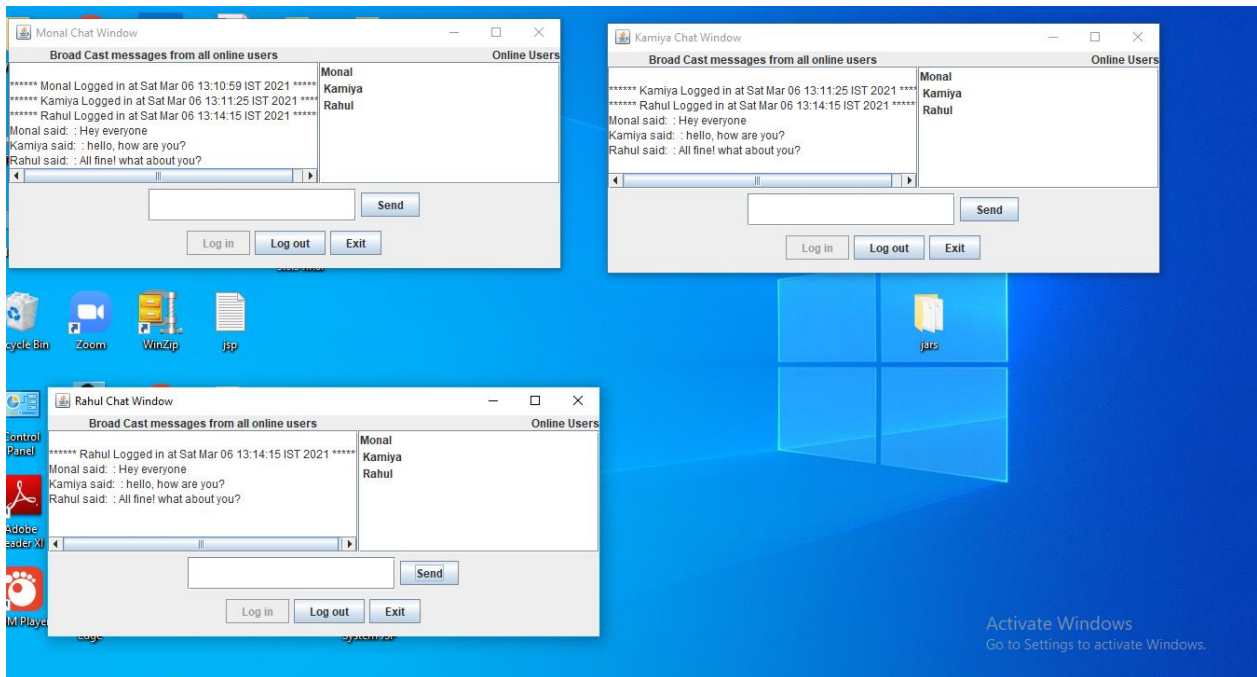 Monal Chat Window
Broad Cast messages from all online users
Online Users
****** Monal Logged in at Sat Mar 06 13:10:59 IST 2021 *****
****** Kamiya Logged in at Sat Mar 06 13:11:25 IST 2021 ****
****** Rahul Logged in at Sat Mar 06 13:14:15 IST 2021 *****
Monal said:  : Hey everyone
Kamiya said:  : hello, how are you?
Rahul said:  : All fine! what about you?
Monal
Kamiya
Rahul
Send
Log in
Log out
Exit
Kamiya Chat Window
Broad Cast messages from all online users
Online Users
****** Kamiya Logged in at Sat Mar 06 13:11:25 IST 2021 ****
****** Rahul Logged in at Sat Mar 06 13:14:15 IST 2021 *****
Monal said:  : Hey everyone
Kamiya said:  : hello, how are you?
Rahul said:  : All fine! what about you?
Monal
Kamiya
Rahul
Send
Log in
Log out
Exit
cycle Bin
Zoom
WinZip
jsp
jars
Control
Panel
Adobe
eader XI
M Playe
Rahul Chat Window
Broad Cast messages from all online users
Online Users
****** Rahul Logged in at Sat Mar 06 13:14:15 IST 2021 *****
Monal said:  : Hey everyone
Kamiya said:  : hello, how are you?
Rahul said:  : All fine! what about you?
Monal
Kamiya
Rahul
Send
Log in
Log out
Exit
Activate Windows
Go to Settings to activate Windows.